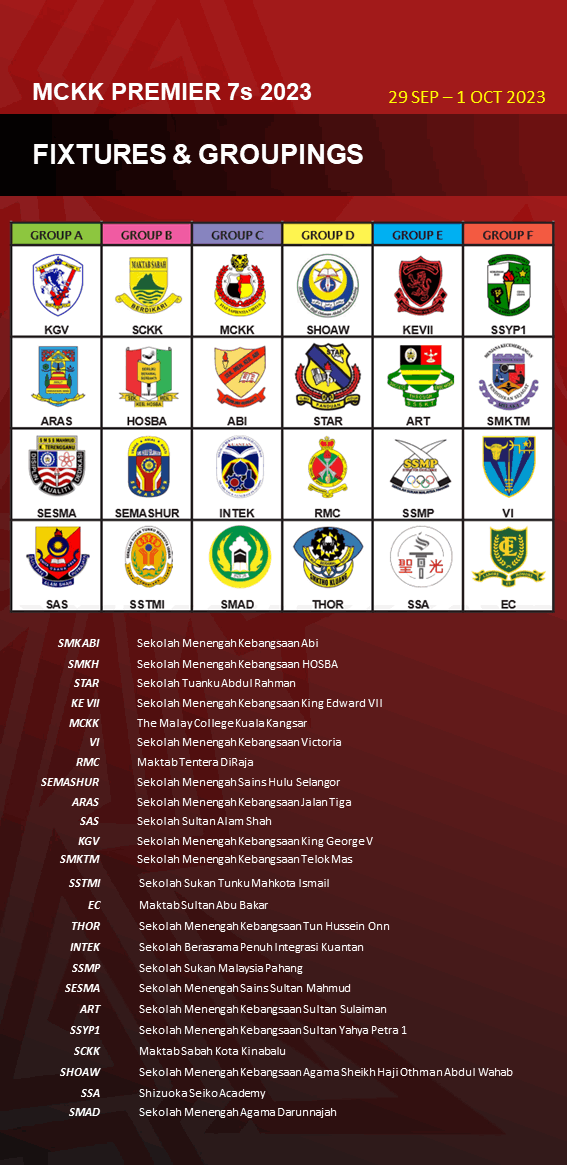 MCKK PREMIER 7s 2023
29 SEP – 1 OCT 2023
FIXTURES & GROUPINGS
GROUP A GROUP B GROUP C GROUP D GROUP E GROUP F
MAKTAB SABAH
BERDIKARI
KGV SCKK MCKK SHOAW KEVII SSYP1
STAR
ARAS HOSBA ABI STAR ART SMKTM
SSMP
SESMA SEMASHUR INTEK RMC SSMP VI
聖 光
SAS SSTMI SMAD THOR SSA EC
SMKABI Sekolah Menengah Kebangsaan Abi
SMKH Sekolah Menengah Kebangsaan HOSBA
STAR Sekolah Tuanku Abdul Rahman
KE VII Sekolah Menengah Kebangsaan King Edward VII
MCKK The Malay College Kuala Kangsar
VI Sekolah Menengah Kebangsaan Victoria
RMC Maktab Tentera DiRaja
SEMASHUR Sekolah Menengah Sains Hulu Selangor
ARAS Sekolah Menengah Kebangsaan Jalan Tiga
SAS Sekolah Sultan Alam Shah
KGV Sekolah Menengah Kebangsaan King George V
SMKTM Sekolah Menengah Kebangsaan Telok Mas
SSTMI Sekolah Sukan Tunku Mahkota Ismail
EC Maktab Sultan Abu Bakar
THOR Sekolah Menengah Kebangsaan Tun Hussein Onn
INTEK Sekolah Berasrama Penuh Integrasi Kuantan
SSMP Sekolah Sukan Malaysia Pahang
SESMA Sekolah Menengah Sains Sultan Mahmud
ART Sekolah Menengah Kebangsaan Sultan Sulaiman
SSYP1 Sekolah Menengah Kebangsaan Sultan Yahya Petra 1
SCKK Maktab Sabah Kota Kinabalu
SHOAW Sekolah Menengah Kebangsaan Agama Sheikh Haji Othman Abdul Wahab
SSA Shizuoka Seiko Academy
SMAD Sekolah Menengah Agama Darunnajah